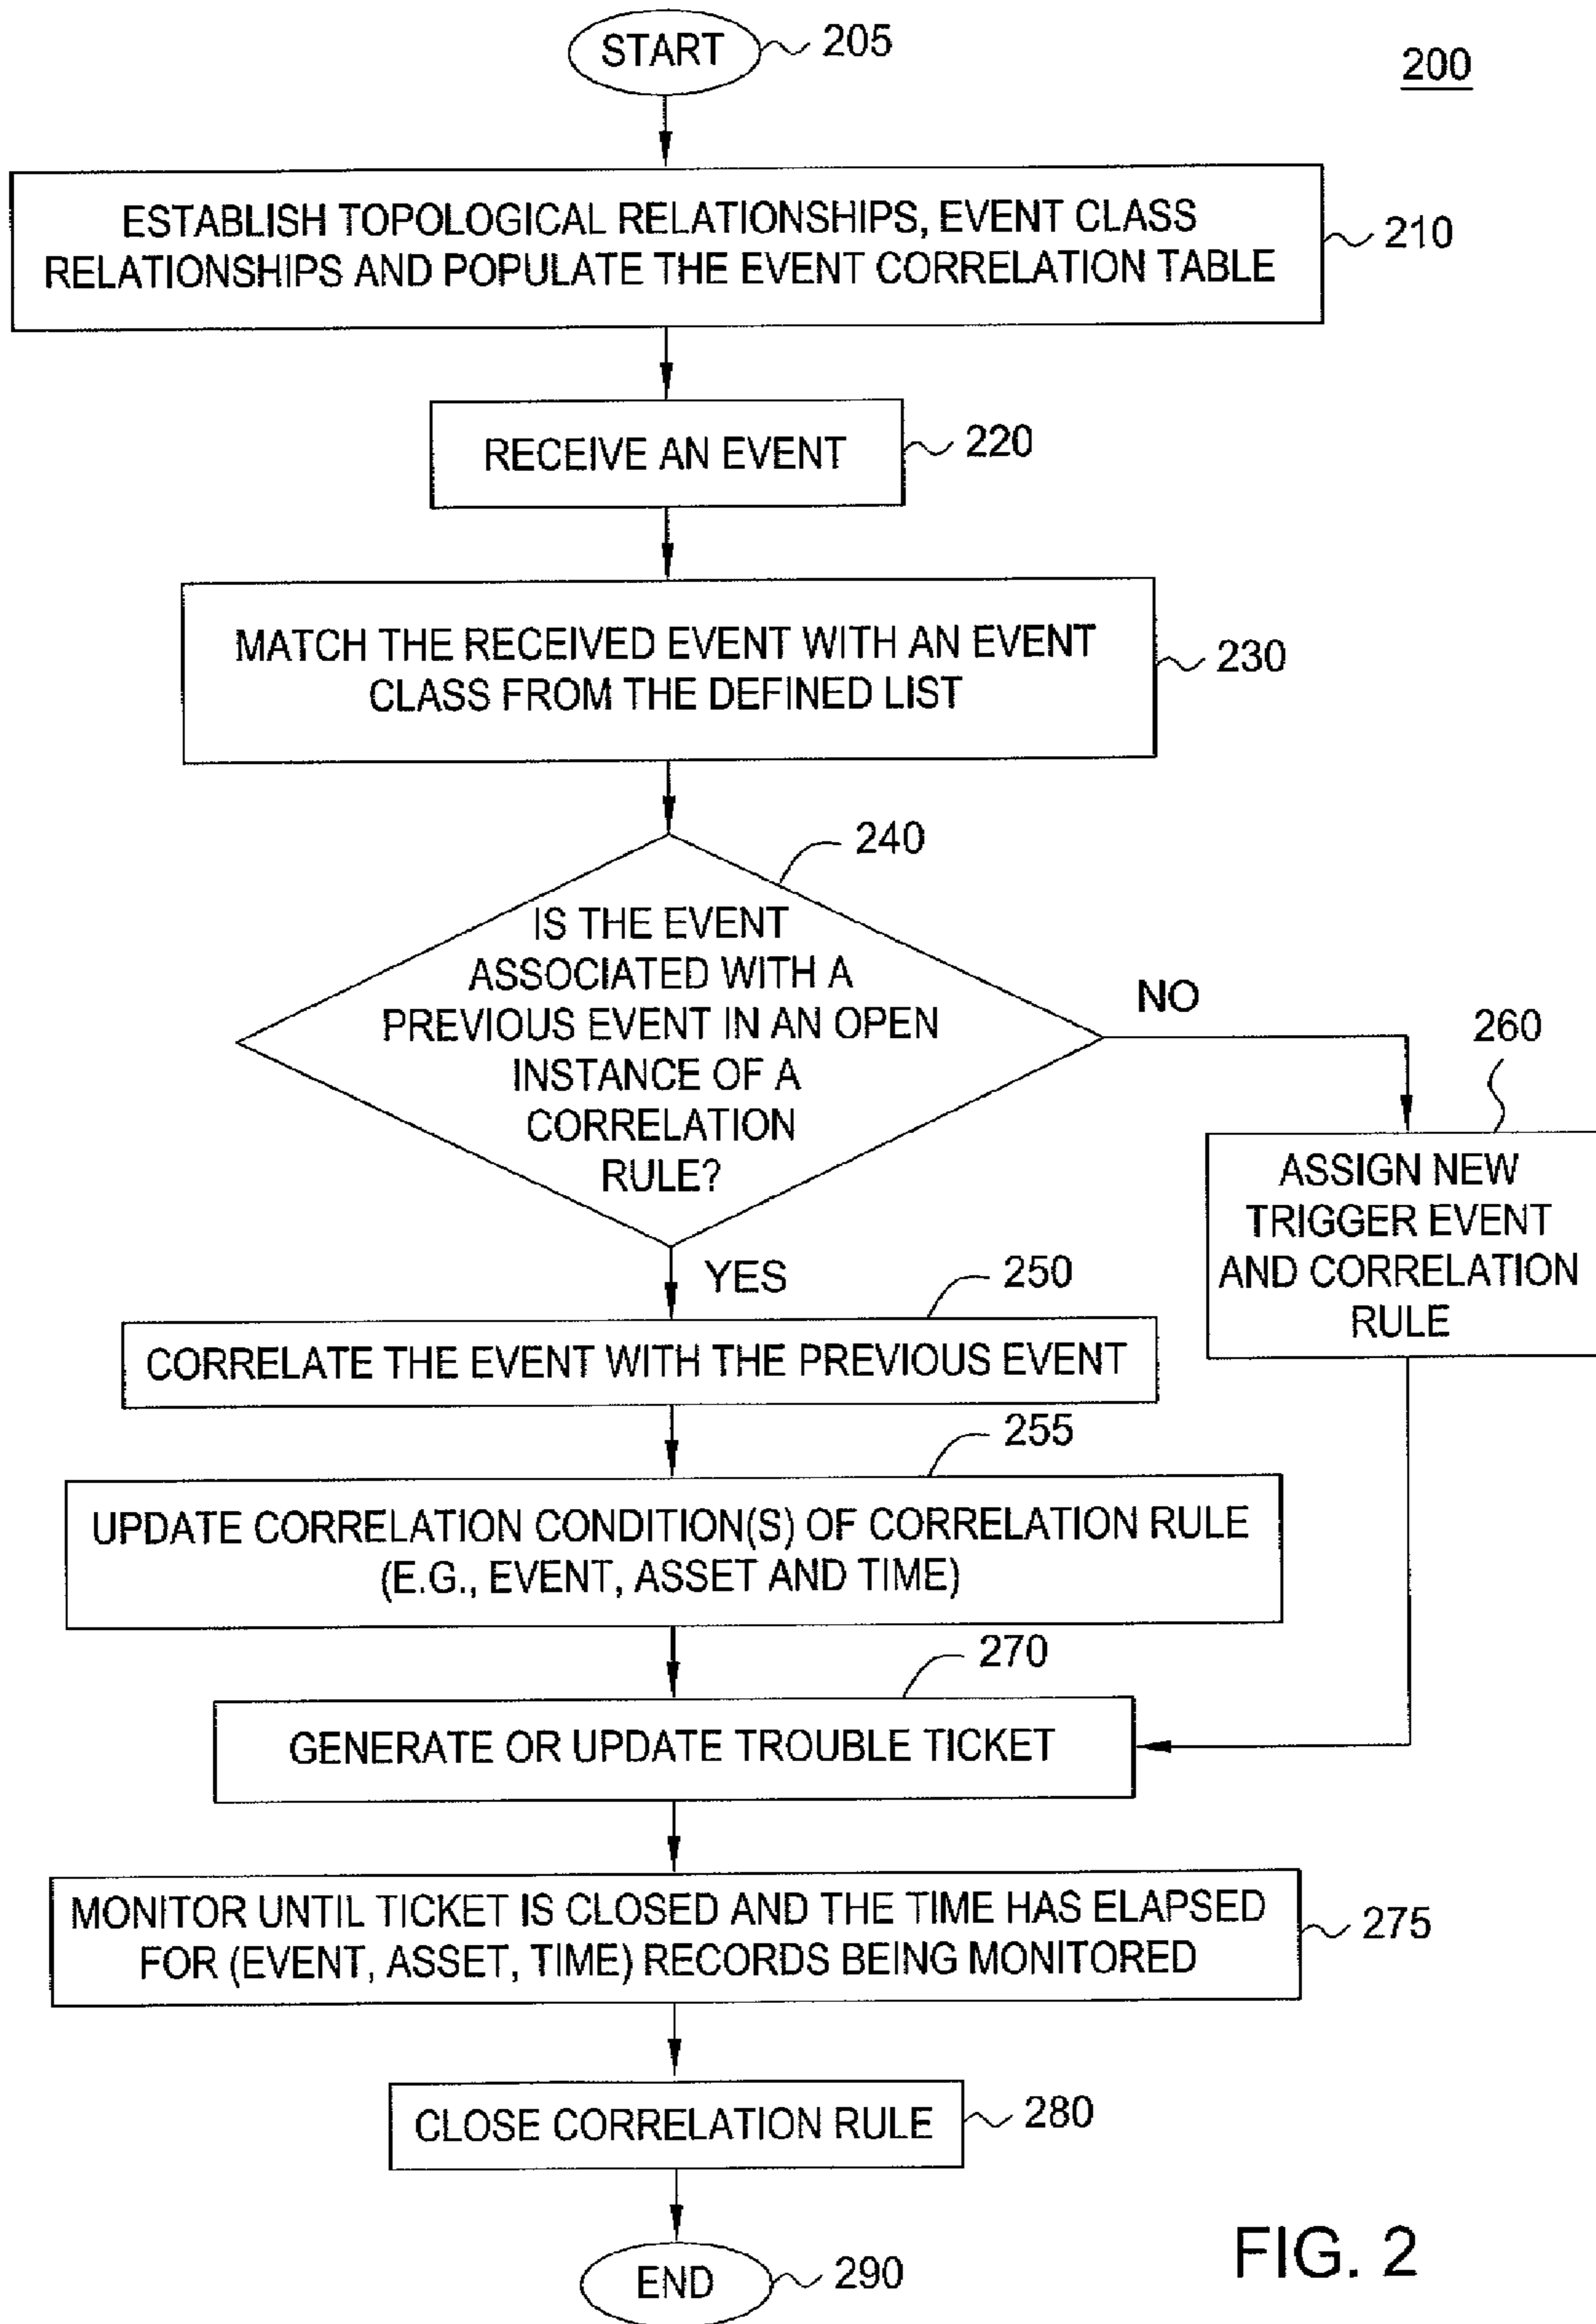 START
205
200
ESTABLISH TOPOLOGICAL RELATIONSHIPS, EVENT CLASS
RELATIONSHIPS AND POPULATE THE EVENT CORRELATION TABLE
210
RECEIVE AN EVENT
220
MATCH THE RECEIVED EVENT WITH AN EVENT
CLASS FROM THE DEFINED LIST
230
240
IS THE EVENT
ASSOCIATED WITH A
PREVIOUS EVENT IN AN OPEN
INSTANCE OF A
CORRELATION
RULE?
NO
260
ASSIGN NEW
TRIGGER EVENT
AND CORRELATION
RULE
YES
250
CORRELATE THE EVENT WITH THE PREVIOUS EVENT
255
UPDATE CORRELATION CONDITION(S) OF CORRELATION RULE
(E.G., EVENT, ASSET AND TIME)
270
GENERATE OR UPDATE TROUBLE TICKET
MONITOR UNTIL TICKET IS CLOSED AND THE TIME HAS ELAPSED
FOR (EVENT, ASSET, TIME) RECORDS BEING MONITORED
275
CLOSE CORRELATION RULE
280
END
290
FIG. 2